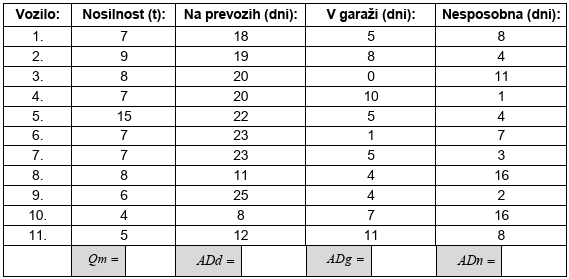 Vozilo: Nosilnost (t): Na prevozih (dni): V garaži (dni): Nesposobna (dni):
1. 7 18 5 8
2. 9 19 8 4
3. 8 20 0 11
4. 7 20 10 1
5. 15 22 5 4
6. 7 23 1 7
7. 7 23 5 3
8. 8 11 4 16
9. 6 25 4 2
10. 4 8 7 16
11. 5 12 11 8
Qm = ADd = ADg = ADn =